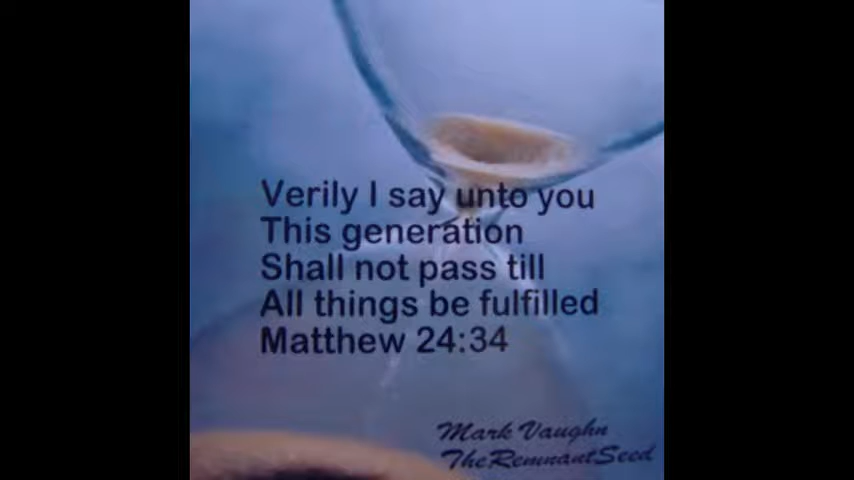 Verily I say unto you
This generation
Shall not pass till
All things be fulfilled
Matthew 24:34
Mark Vaughn
TheRemnantSeed